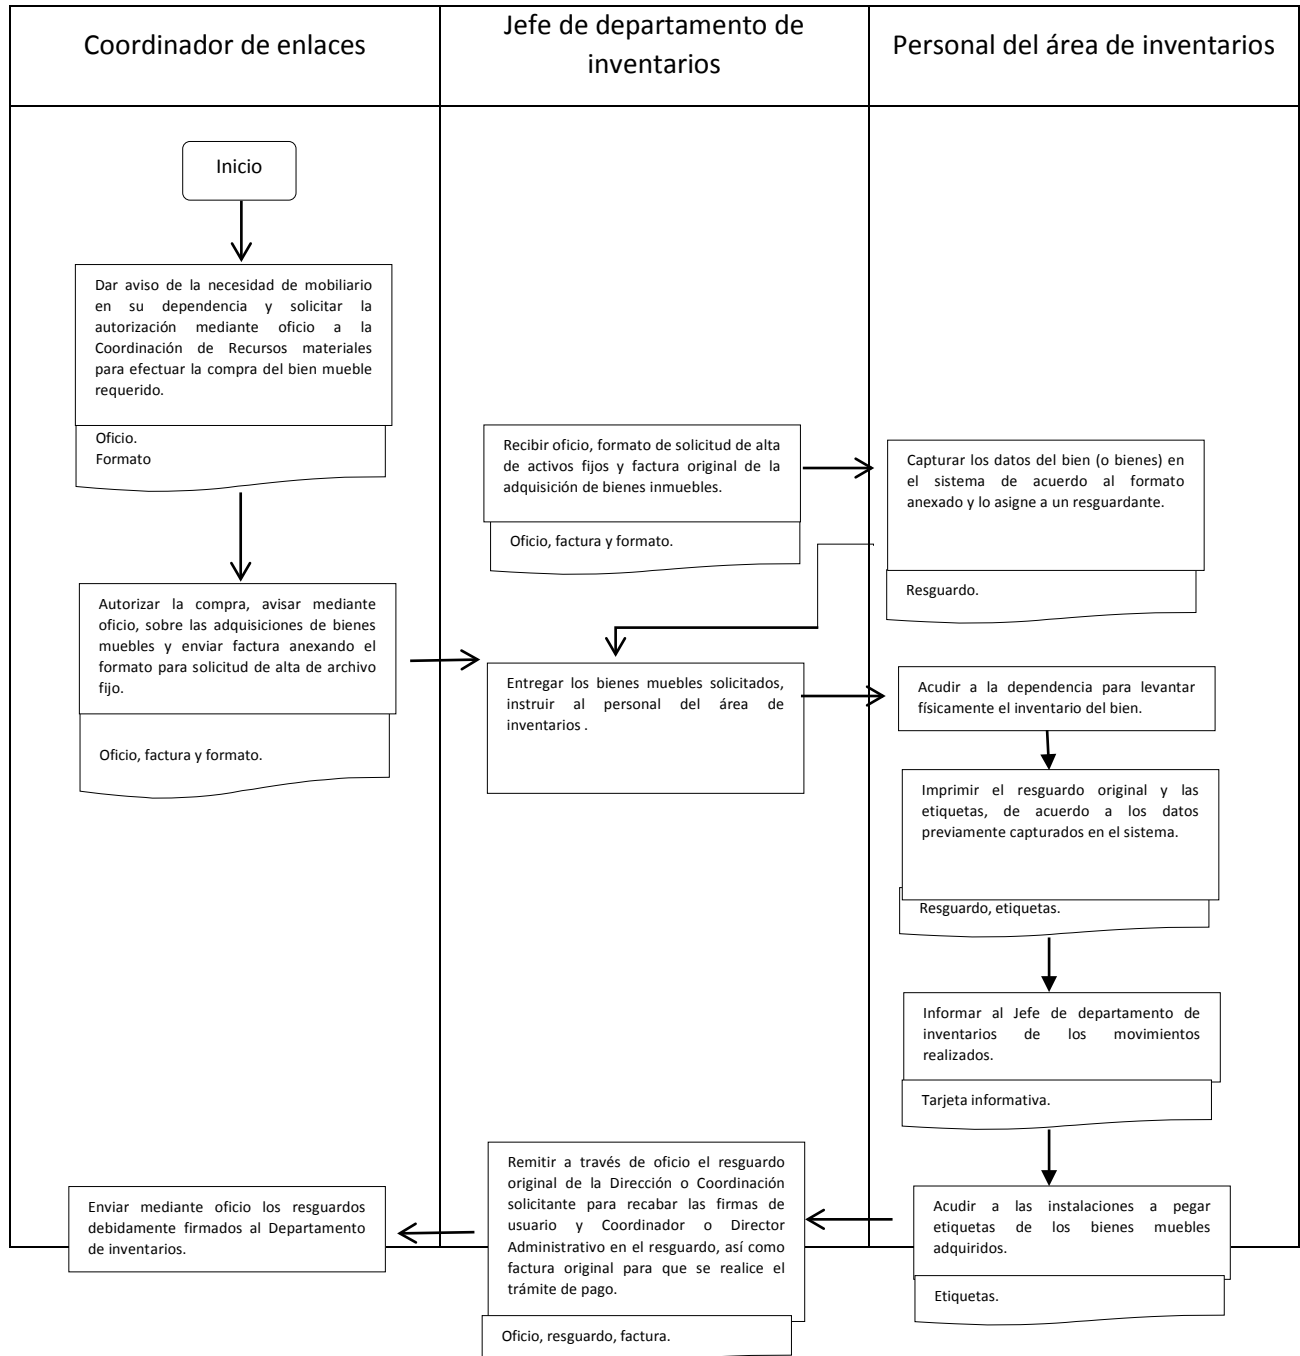 Coordinador de enlaces
Jefe de departamento de
inventarios
Personal del área de inventarios
Inicio
Dar aviso de la necesidad de mobiliario
en su dependencia y solicitar la
autorización mediante oficio a la
Coordinación de Recursos materiales
para efectuar la compra del bien mueble
requerido.
Oficio.
Formato
Recibir oficio, formato de solicitud de alta
de activos fijos y factura original de la
adquisición de bienes inmuebles.
Oficio, factura y formato.
Capturar los datos del bien (o bienes) en
el sistema de acuerdo al formato
anexado y lo asigne a un resguardante.
Resguardo.
Autorizar la compra, avisar mediante
oficio, sobre las adquisiciones de bienes
muebles y enviar factura anexando el
formato para solicitud de alta de archivo
fijo.
Oficio, factura y formato.
Entregar los bienes muebles solicitados,
instruir al personal del área de
inventarios .
Acudir a la dependencia para levantar
físicamente el inventario del bien.
Imprimir el resguardo original y las
etiquetas, de acuerdo a los datos
previamente capturados en el sistema.
Resguardo, etiquetas.
Informar al Jefe de departamento de
inventarios de los movimientos
realizados.
Tarjeta informativa.
Acudir a las instalaciones a pegar
etiquetas de los bienes muebles
adquiridos.
Etiquetas.
Remitir a través de oficio el resguardo
original de la Dirección o Coordinación
solicitante para recabar las firmas de
usuario y Coordinador o Director
Administrativo en el resguardo, así como
factura original para que se realice el
trámite de pago.
Oficio, resguardo, factura.
Enviar mediante oficio los resguardos
debidamente firmados al Departamento
de inventarios.